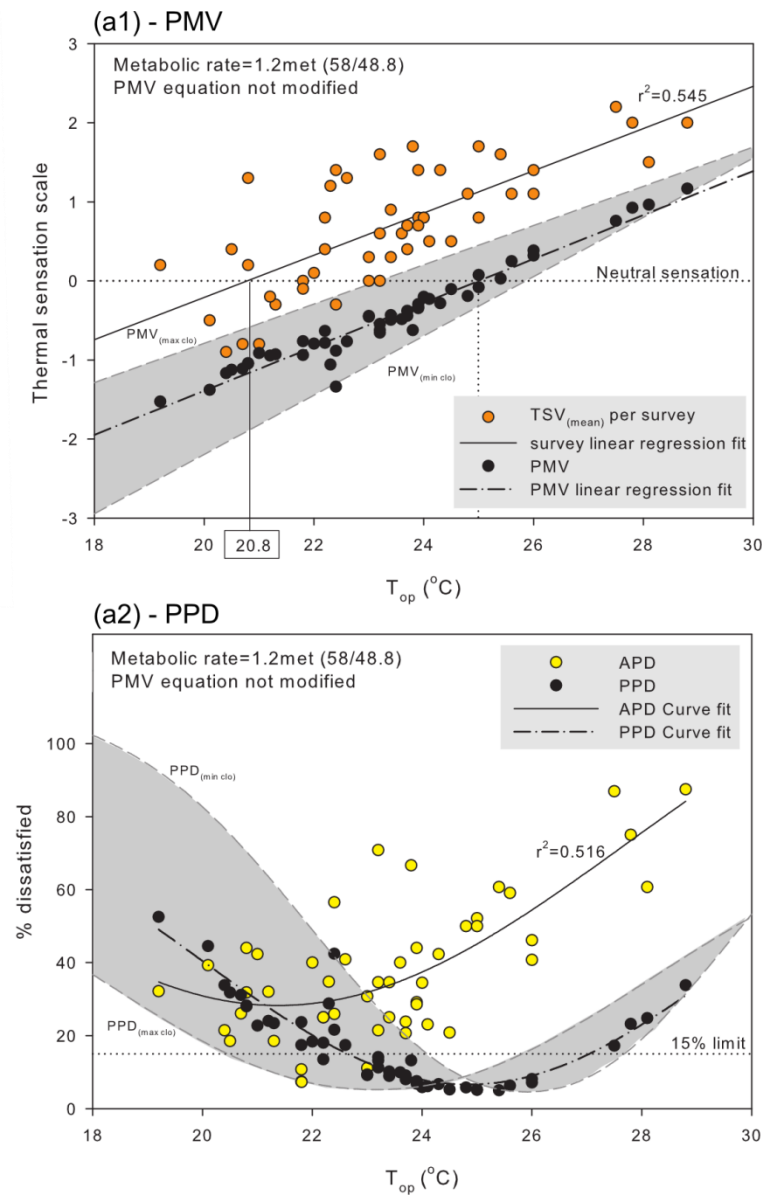 (a1) - PMV
Metabolic rate=1.2met (58/48.8)
PMV equation not modified
r²=0.545
Neutral sensation
PMV(max clo)
PMV(min clo)
TSV(mean) per survey
survey linear regression fit
PMV
PMV linear regression fit
Thermal sensation scale
3
2
1
0
-1
-2
-3
18 20 22 24 26 28 30
20.8
Top (°C)
(a2) - PPD
Metabolic rate=1.2met (58/48.8)
PMV equation not modified
APD
PPD
APD Curve fit
PPD Curve fit
PPD(min clo)
r²=0.516
PPD(max clo)
15% limit
% dissatisfied
100
80
60
40
20
0
18 20 22 24 26 28 30
Top (°C)